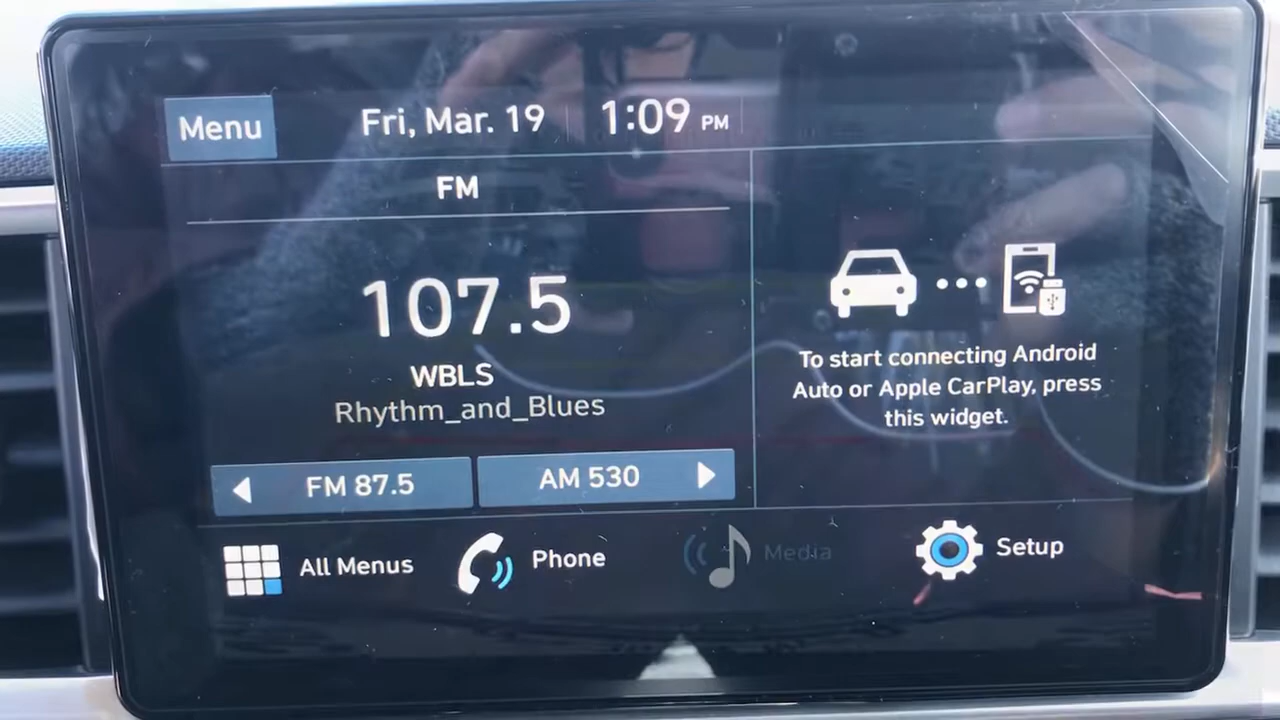 Menu
Fri, Mar. 19
1:09 PM
FM
107.5
WBLS
Rhythm_and_Blues
FM 87.5
AM 530
To start connecting Android
Auto or Apple CarPlay, press
this widget.
All Menus
Phone
Media
Setup